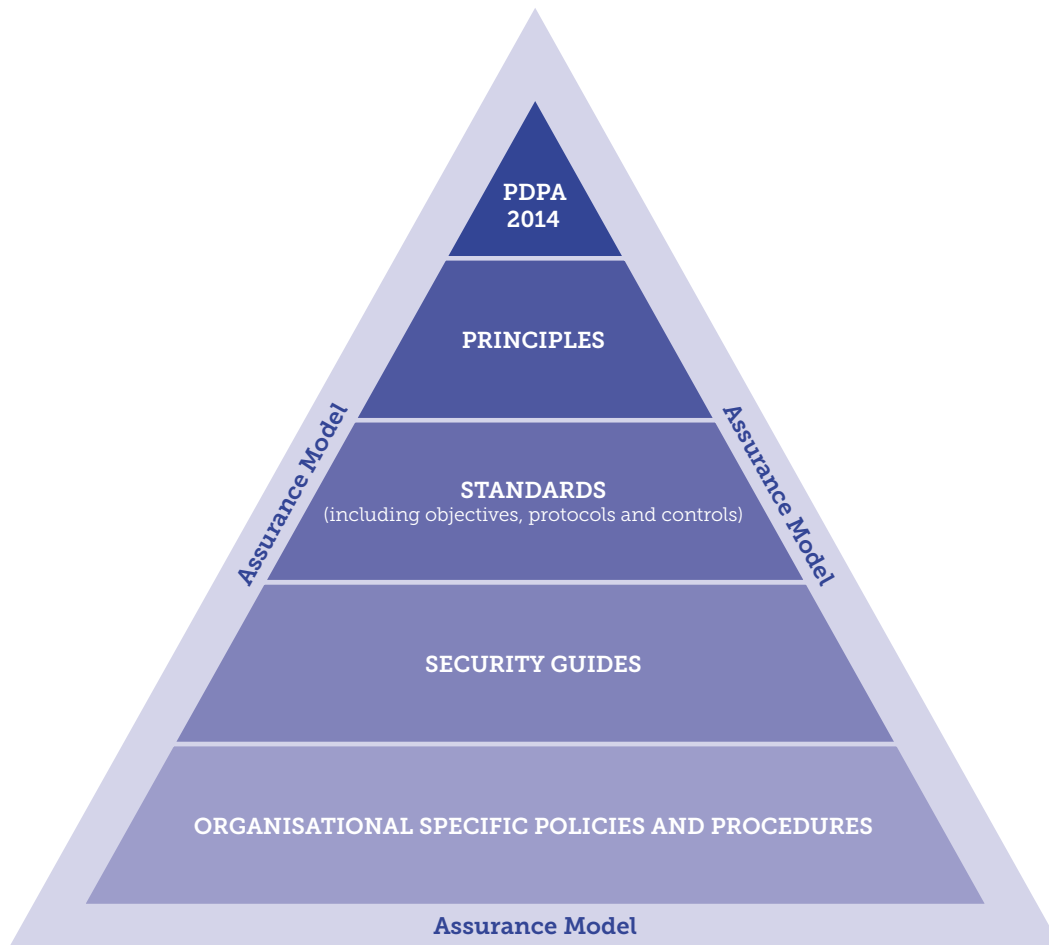 PDPA
2014
PRINCIPLES
Assurance Model
Assurance Model
STANDARDS
(including objectives, protocols and controls)
SECURITY GUIDES
ORGANISATIONAL SPECIFIC POLICIES AND PROCEDURES
Assurance Model